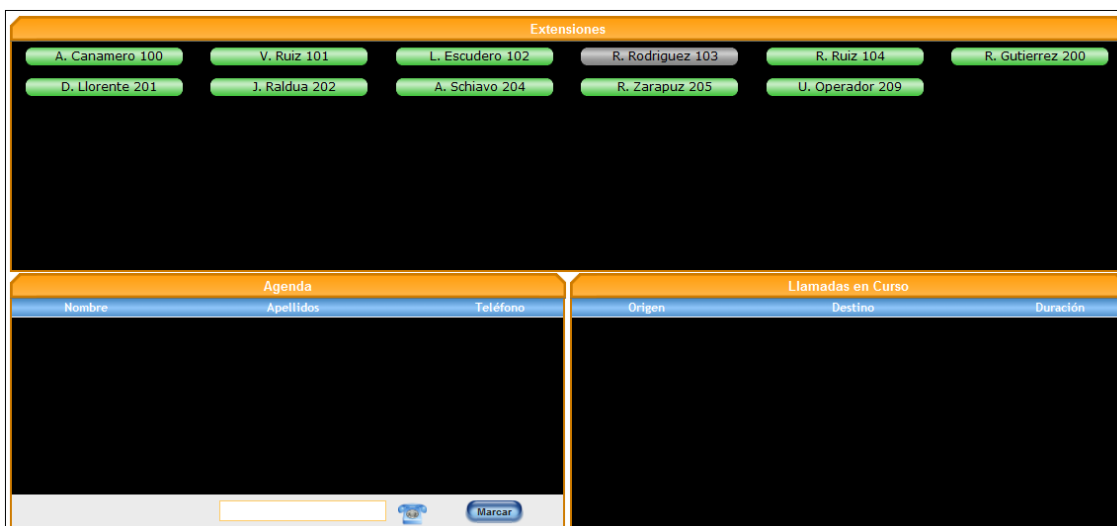 Extensiones
A. Canamero 100 V. Ruiz 101 L. Escudero 102 R. Rodriguez 103 R. Ruiz 104 R. Gutierrez 200
D. Llorente 201 J. Raldua 202 A. Schiavo 204 R. Zarapuz 205 U. Operador 209
Agenda
Nombre Apellidos Teléfono
Marcar
Llamadas en Curso
Origen Destino Duración